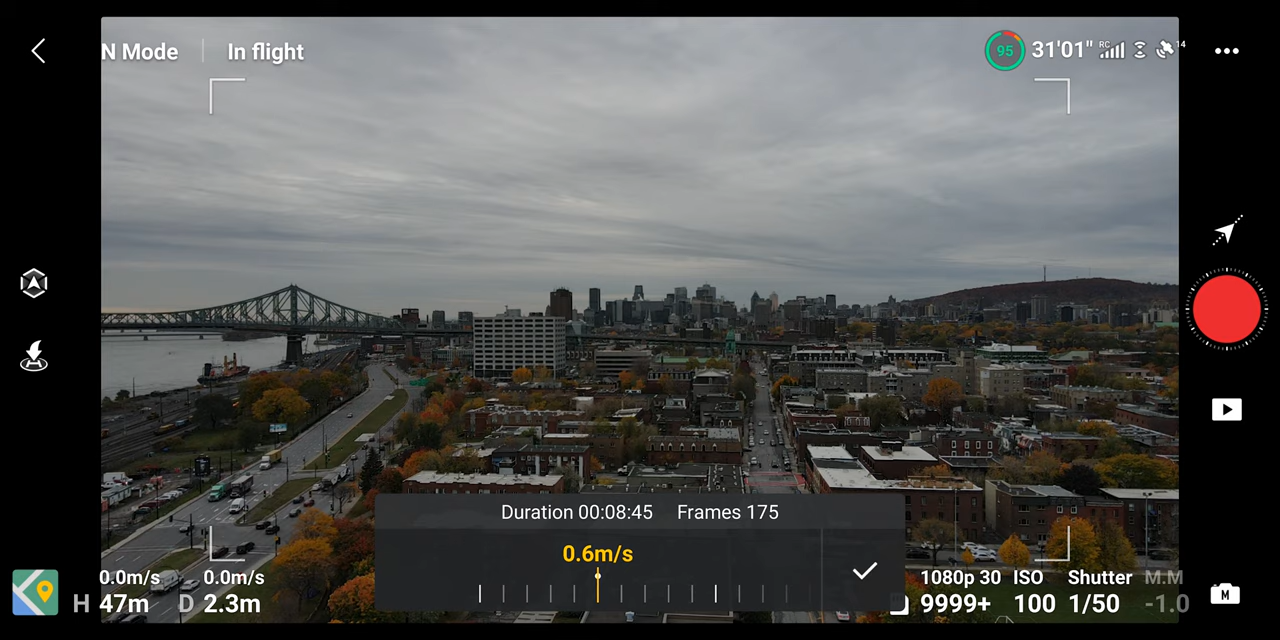 N Mode
In flight
95
31'01"
RC
14
Duration 00:08:45 Frames 175
0.6m/s
0.0m/s 0.0m/s
H 47m D 2.3m
1080p 30 ISO Shutter M.M
9999+ 100 1/50 -1.0
M